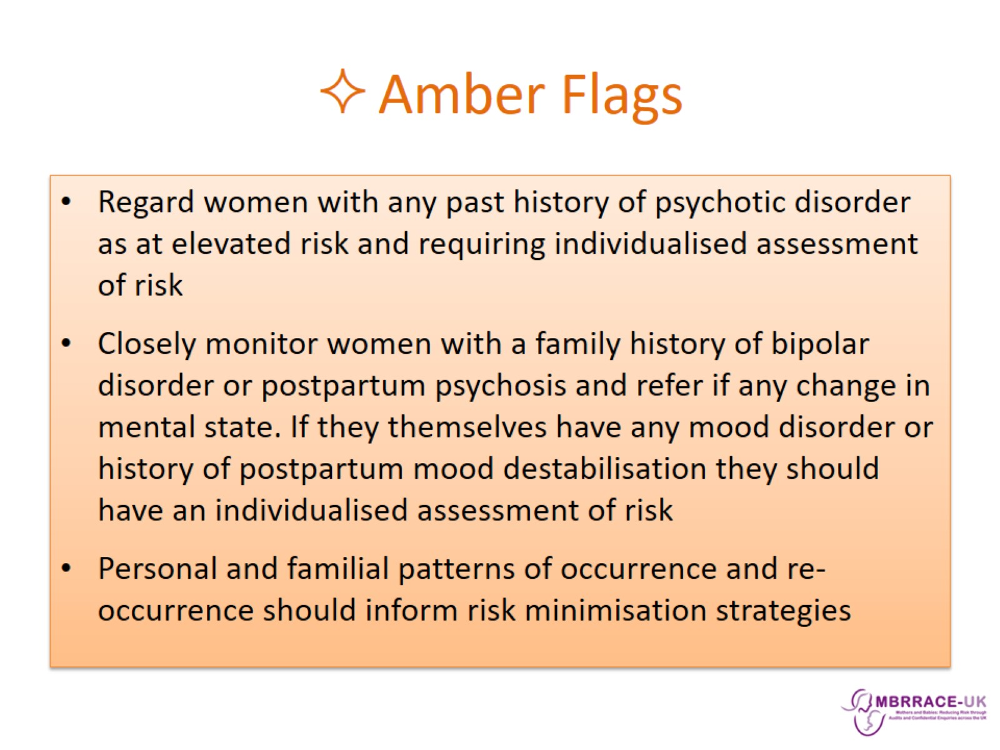 ✧ Amber Flags
• Regard women with any past history of psychotic disorder
as at elevated risk and requiring individualised assessment
of risk
• Closely monitor women with a family history of bipolar
disorder or postpartum psychosis and refer if any change in
mental state. If they themselves have any mood disorder or
history of postpartum mood destabilisation they should
have an individualised assessment of risk
• Personal and familial patterns of occurrence and re-
occurrence should inform risk minimisation strategies
MBRRACE-UK
Mothers and Babies: Reducing Risk through
Audits and Confidential Enquiries across the UK